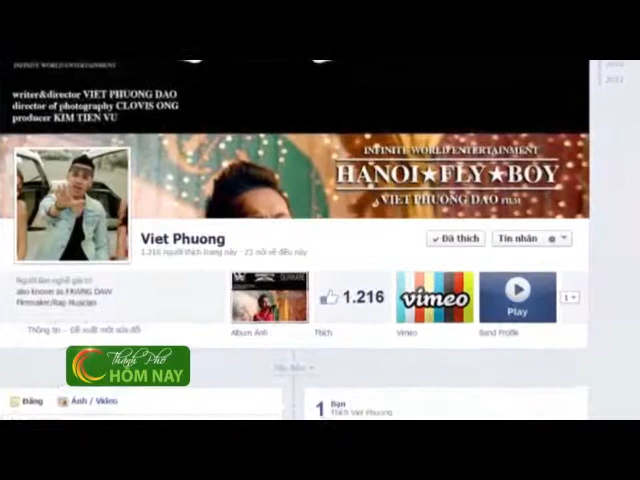 INFINITE WORLD ENTERTAINMENT
writer&director VIET PHUONG DAO
director of photography CLOVIS ONG
producer KIM TIEN VU
INFINITE WORLD ENTERTAINMENT
HANOI★FLY★BOY
a VIET PHUONG DAO FILM
Viet Phuong
1.216 người thích trang này · 21 nói về điều này
Đã thích
Tin nhắn
Người làm nghề giải trí
also known as FAWNG DAW
Filmmaker/Rap Musician
Thông tin – Đề xuất một sửa đổi
1.216
vimeo
Play
1
Album Ảnh
Thích
Vimeo
Band Profile
Thành Phố
HÔM NAY
Đăng
Ảnh / Video
1
Bạn
Thích Viet Phuong